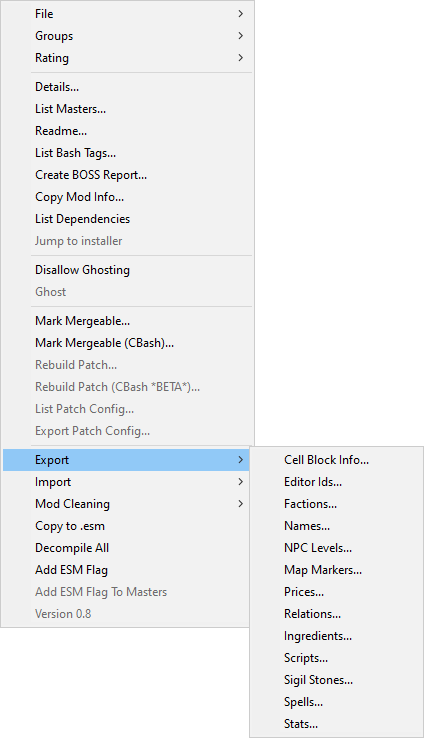 File
Groups
Rating
Details...
List Masters...
Readme...
List Bash Tags...
Create BOSS Report...
Copy Mod Info...
List Dependencies
Jump to installer
Disallow Ghosting
Ghost
Mark Mergeable...
Mark Mergeable (CBash)...
Rebuild Patch...
Rebuild Patch (CBash *BETA*)...
List Patch Config...
Export Patch Config...
Export
Import
Mod Cleaning
Copy to .esm
Decompile All
Add ESM Flag
Add ESM Flag To Masters
Version 0.8
Cell Block Info...
Editor Ids...
Factions...
Names...
NPC Levels...
Map Markers...
Prices...
Relations...
Ingredients...
Scripts...
Sigil Stones...
Spells...
Stats...